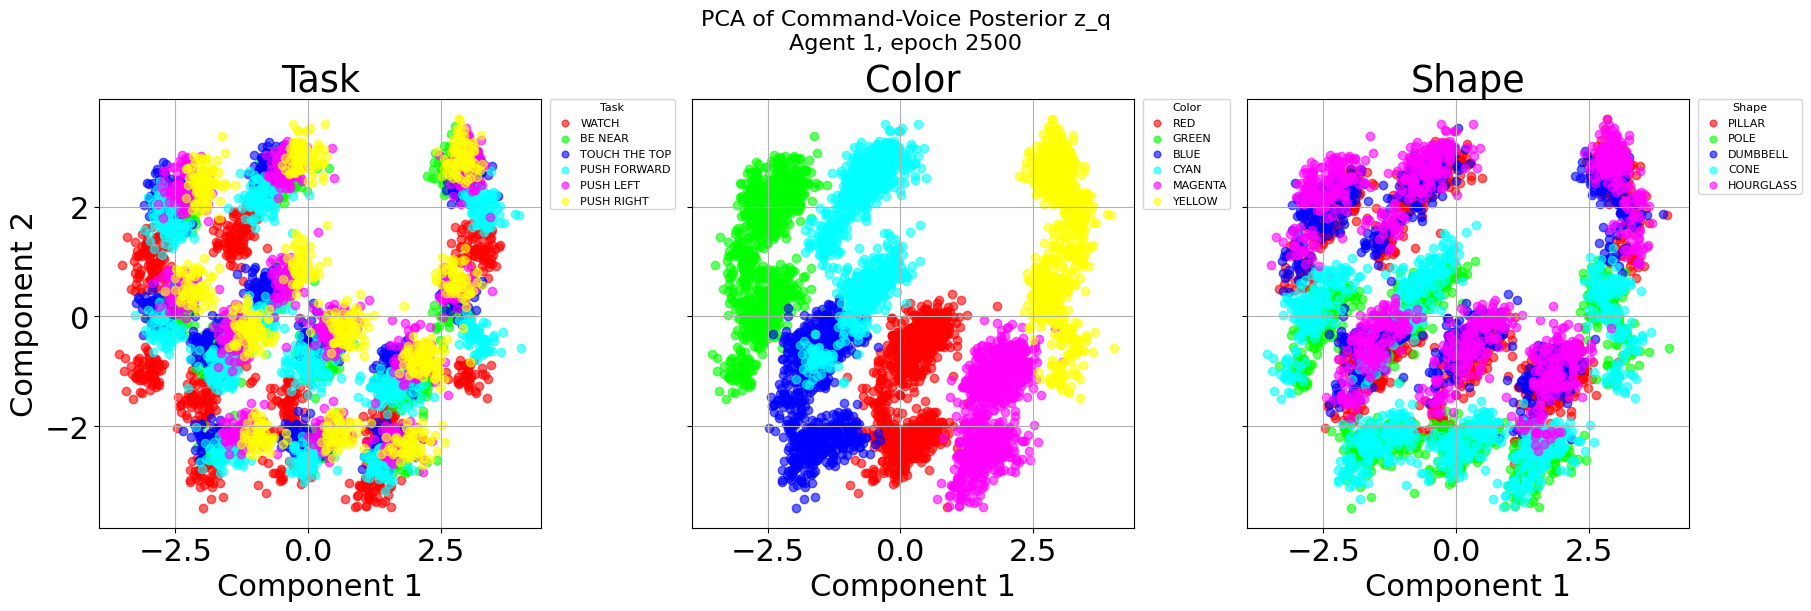 PCA of Command-Voice Posterior z_q
Agent 1, epoch 2500
Task
Component 2
2
0
−2
−2.5 0.0 2.5
Component 1
Task
WATCH
BE NEAR
TOUCH THE TOP
PUSH FORWARD
PUSH LEFT
PUSH RIGHT
Color
−2.5 0.0 2.5
Component 1
Color
RED
GREEN
BLUE
CYAN
MAGENTA
YELLOW
Shape
−2.5 0.0 2.5
Component 1
Shape
PILLAR
POLE
DUMBBELL
CONE
HOURGLASS